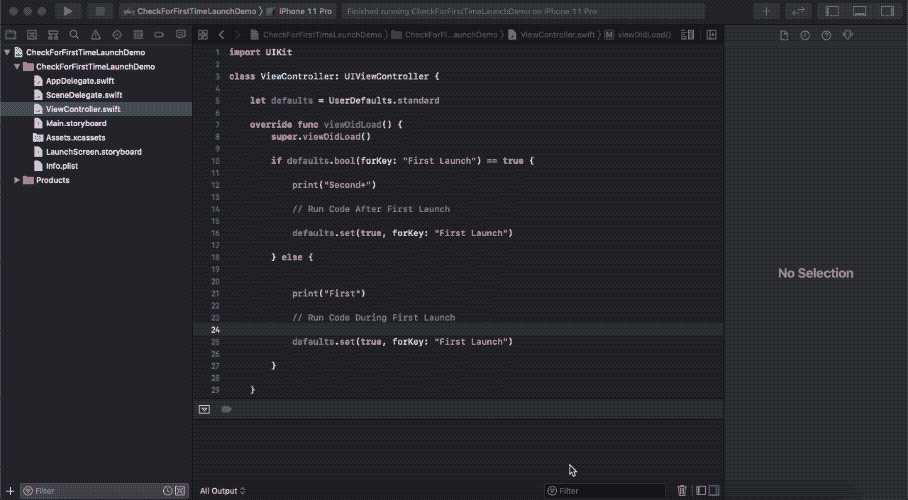 CheckForFirstTimeLaunchDemo 〉 iPhone 11 Pro
Finished running CheckForFirstTimeLaunchDemo on iPhone 11 Pro
CheckForFirstTimeLaunchDemo 〉 CheckForFi...aunchDemo 〉 ViewController.swift 〉 M viewDidLoad()
CheckForFirstTimeLaunchDemo
CheckForFirstTimeLaunchDemo
AppDelegate.swift
SceneDelegate.swift
ViewController.swift
Main.storyboard
Assets.xcassets
LaunchScreen.storyboard
Info.plist
Products
1 import UIKit
2
3 class ViewController: UIViewController {
4
5 let defaults = UserDefaults.standard
6
7 override func viewDidLoad() {
8 super.viewDidLoad()
9
10 if defaults.bool(forKey: "First Launch") == true {
11
12 print("Second+")
13
14 // Run Code After First Launch
15
16 defaults.set(true, forKey: "First Launch")
17
18 } else {
19
20
21 print("First")
22
23 // Run Code During First Launch
24
25 defaults.set(true, forKey: "First Launch")
26
27 }
28
29 }
No Selection
Filter
All Output
Filter